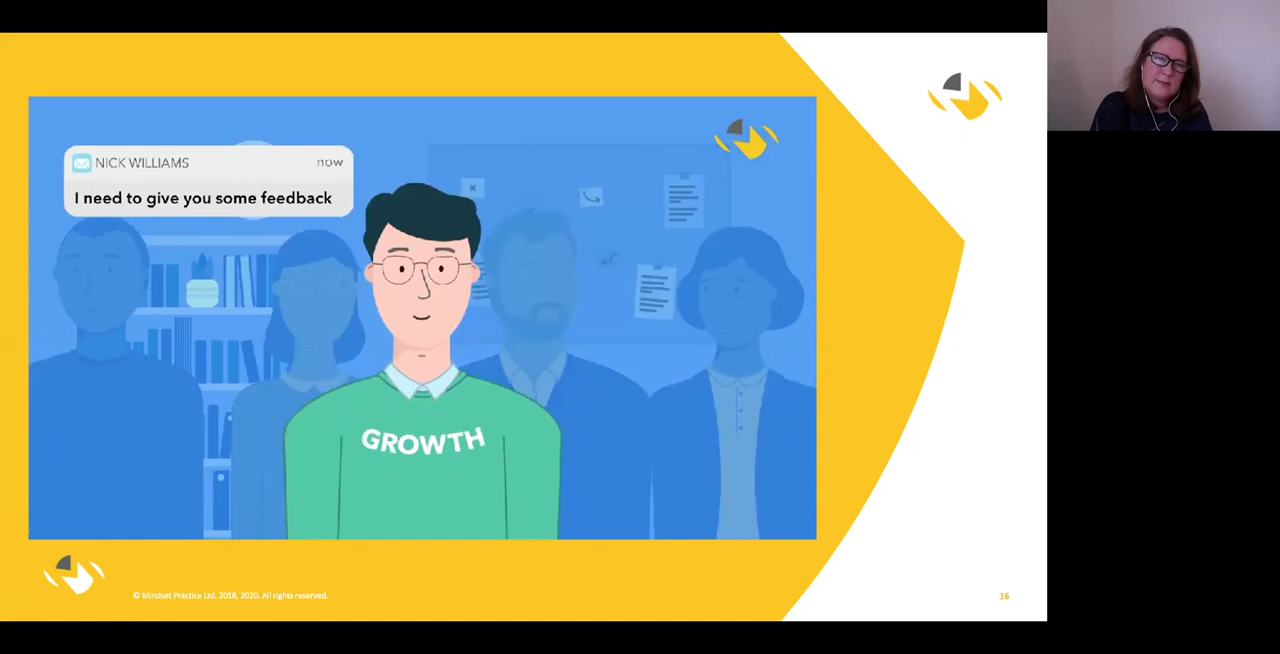 NICK WILLIAMS now
I need to give you some feedback
GROWTH
© Mindset Practice Ltd. 2018, 2020. All rights reserved.
16